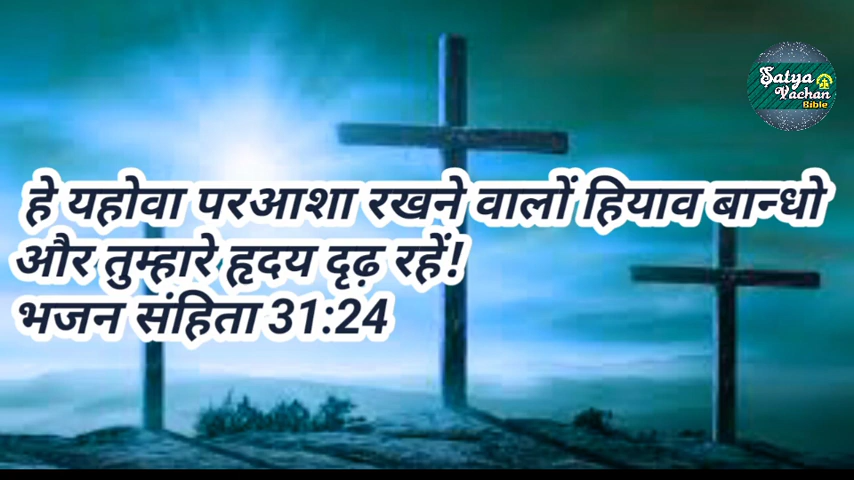 Satya
Vachan
Bible
हे यहोवा परआशा रखने वालों हियाव बान्धो
और तुम्हारे हृदय दृढ़ रहें!
भजन संहिता 31:24